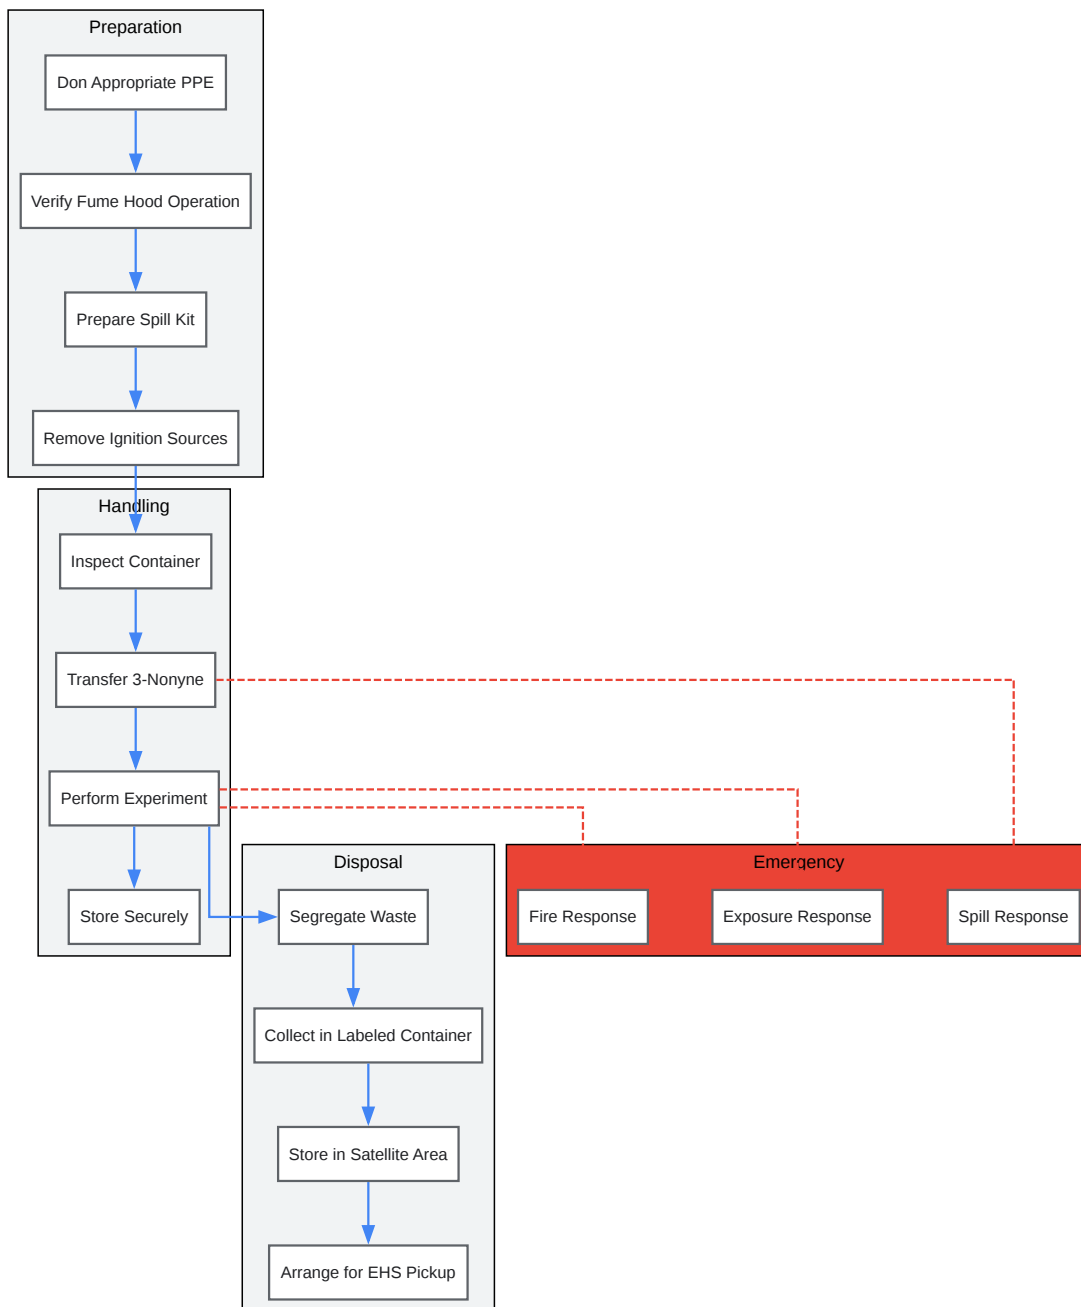 Preparation
Don Appropriate PPE
Verify Fume Hood Operation
Prepare Spill Kit
Remove Ignition Sources
Handling
Inspect Container
Transfer 3-Nonyne
Perform Experiment
Store Securely
Disposal
Segregate Waste
Collect in Labeled Container
Store in Satellite Area
Arrange for EHS Pickup
Emergency
Fire Response
Exposure Response
Spill Response